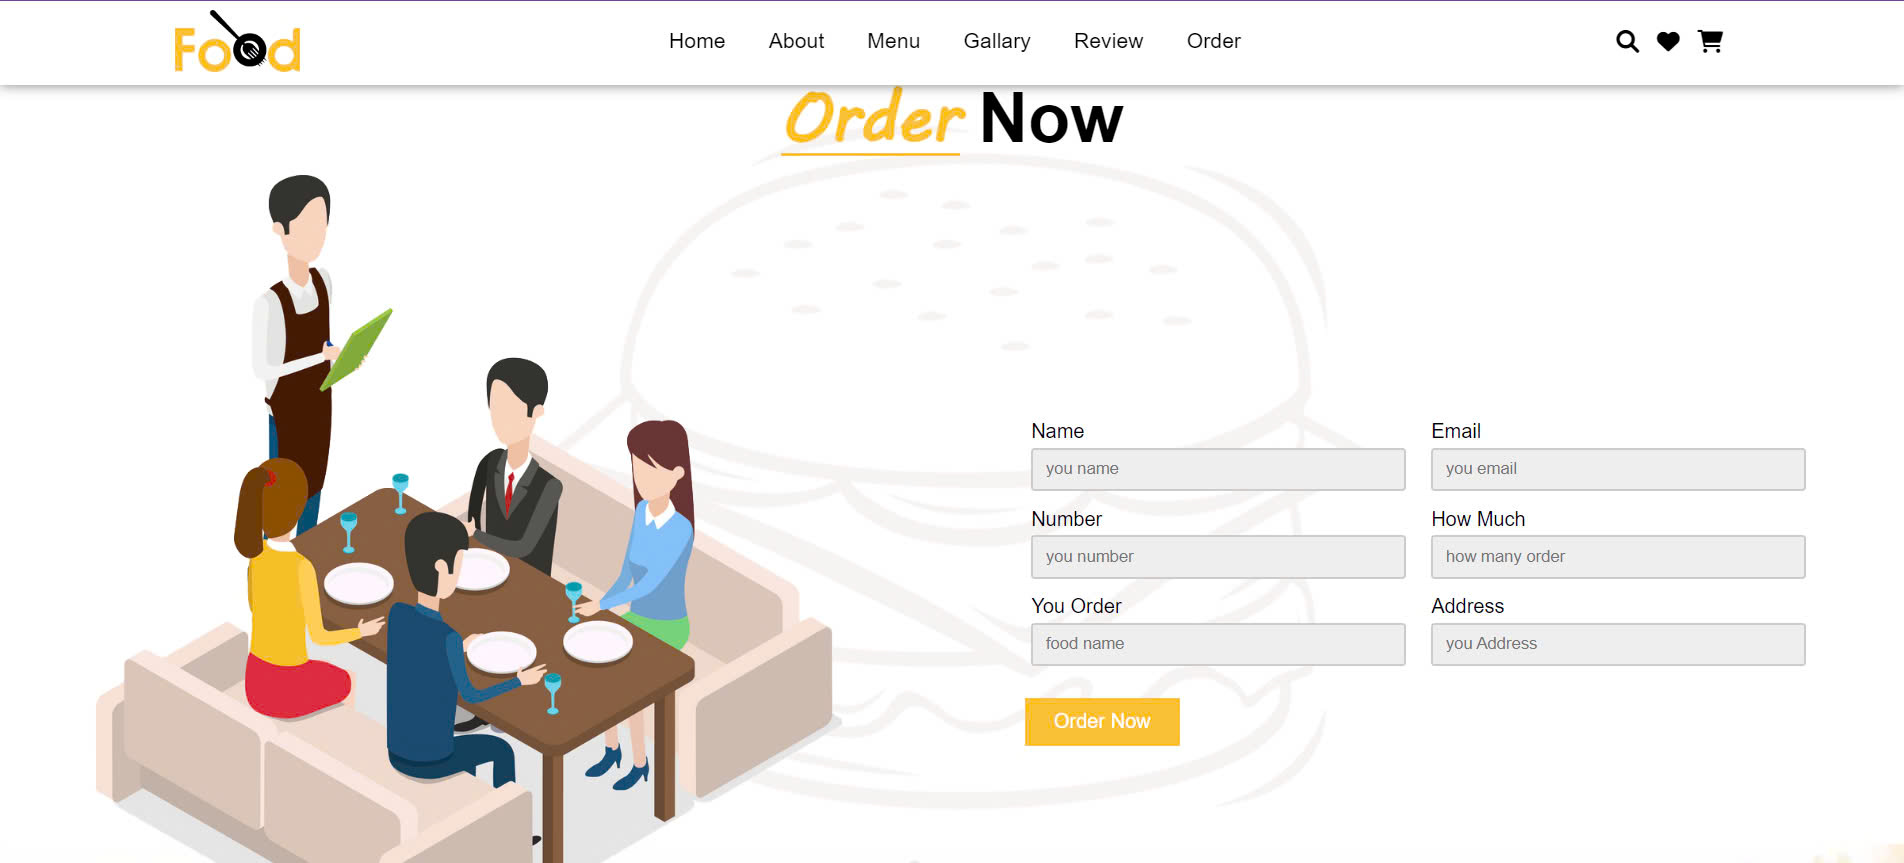 Food
Home About Menu Gallary Review Order
Order Now
Name Email
you name you email
Number How Much
you number how many order
You Order Address
food name you Address
Order Now